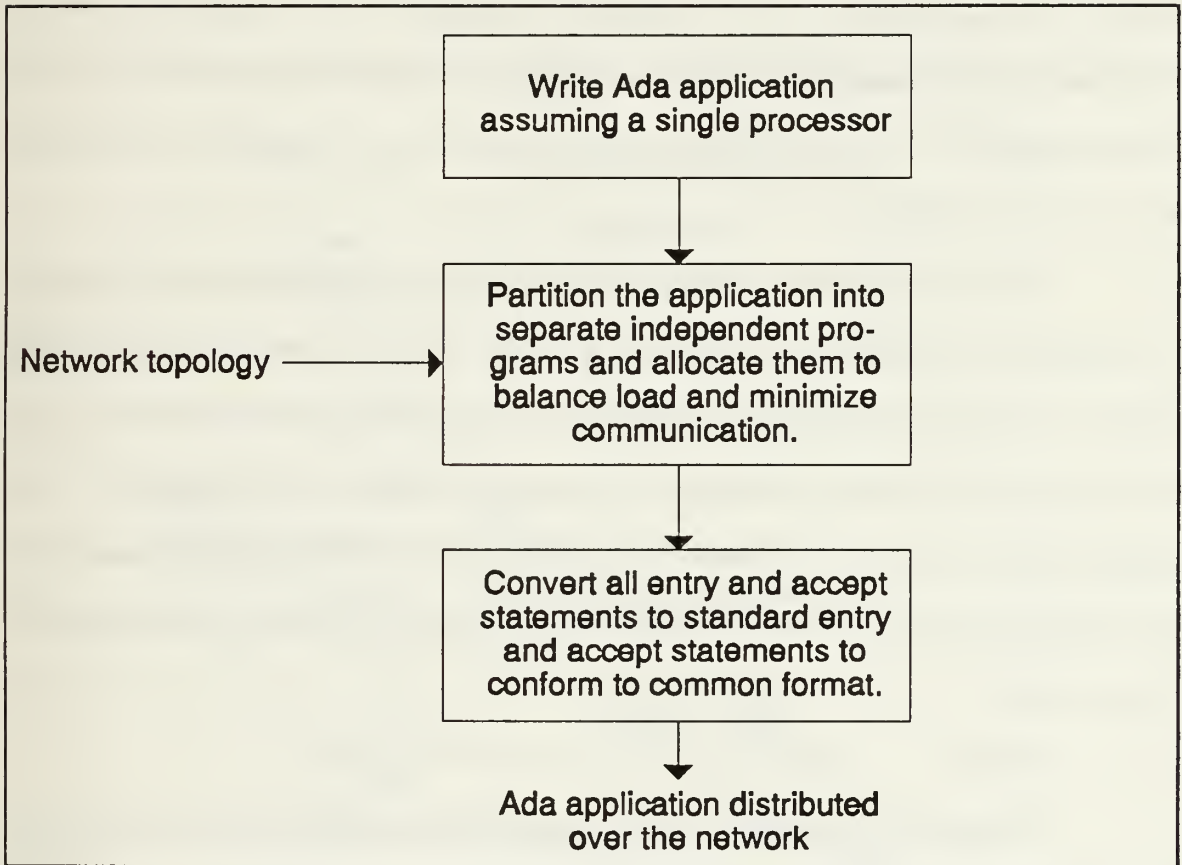 Write Ada application
assuming a single processor
Network topology
Partition the application into
separate independent pro-
grams and allocate them to
balance load and minimize
communication.
Convert all entry and accept
statements to standard entry
and accept statements to
conform to common format.
Ada application distributed
over the network